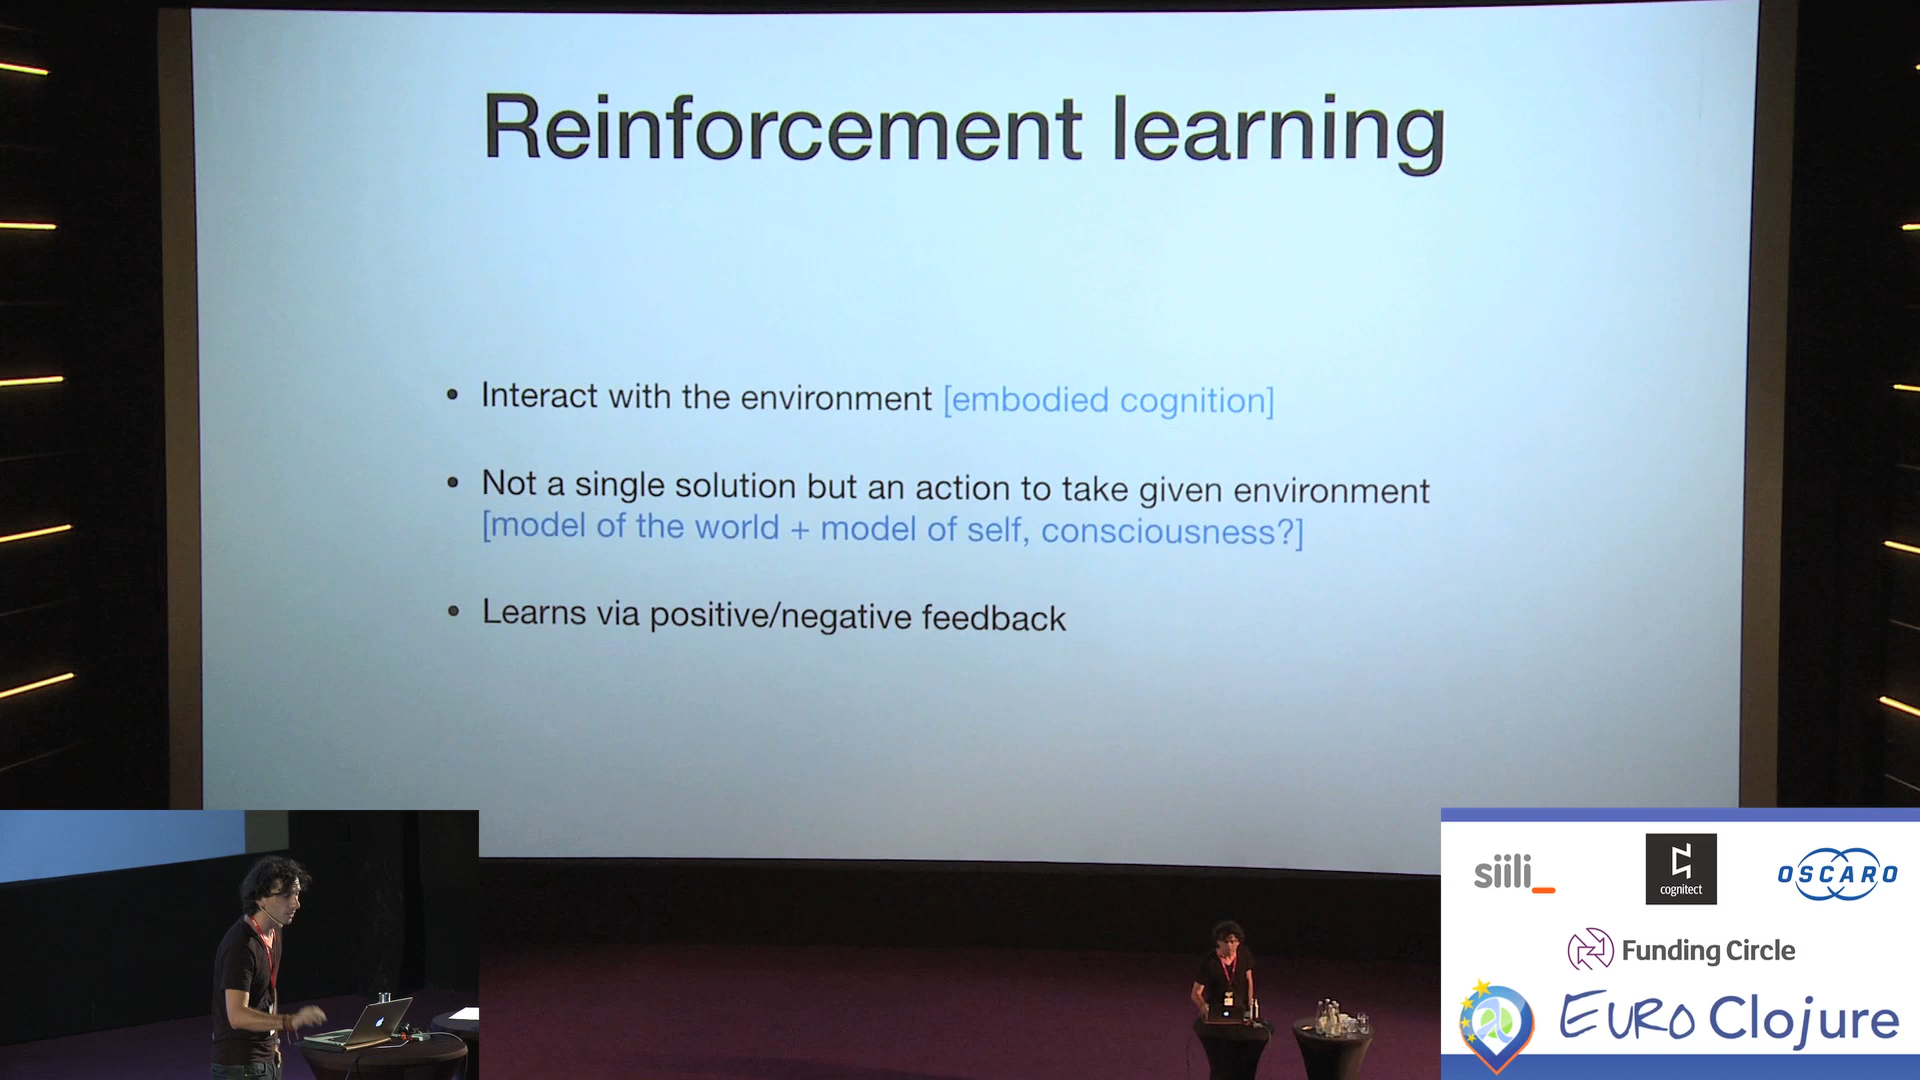 Reinforcement learning
• Interact with the environment [embodied cognition]
• Not a single solution but an action to take given environment
[model of the world + model of self, consciousness?]
• Learns via positive/negative feedback
siili_
cognitect
OSCARO
Funding Circle
EURO Clojure